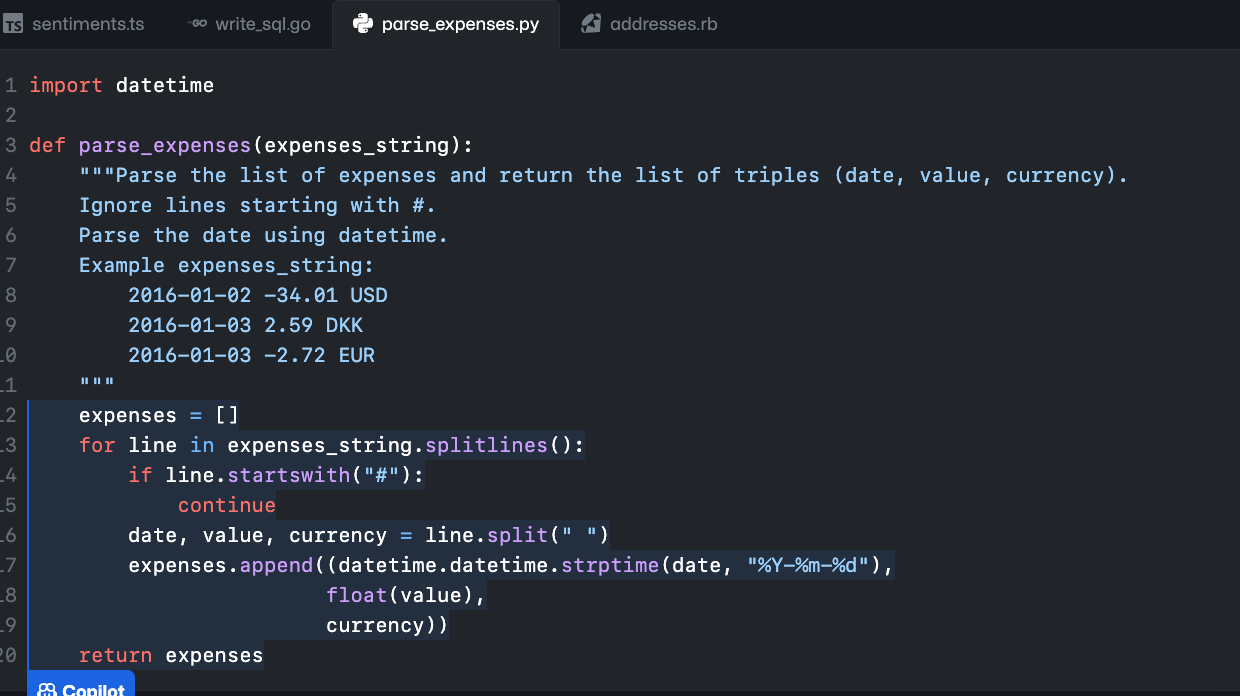 TS sentiments.ts GO write_sql.go parse_expenses.py addresses.rb
1 import datetime
2
3 def parse_expenses(expenses_string):
4     """Parse the list of expenses and return the list of triples (date, value, currency).
5     Ignore lines starting with #.
6     Parse the date using datetime.
7     Example expenses_string:
8         2016-01-02 -34.01 USD
9         2016-01-03 2.59 DKK
10         2016-01-03 -2.72 EUR
11     """
12     expenses = []
13     for line in expenses_string.splitlines():
14         if line.startswith("#"):
15             continue
16         date, value, currency = line.split(" ")
17         expenses.append((datetime.datetime.strptime(date, "%Y-%m-%d"),
18                         float(value),
19                         currency))
20     return expenses
Copilot